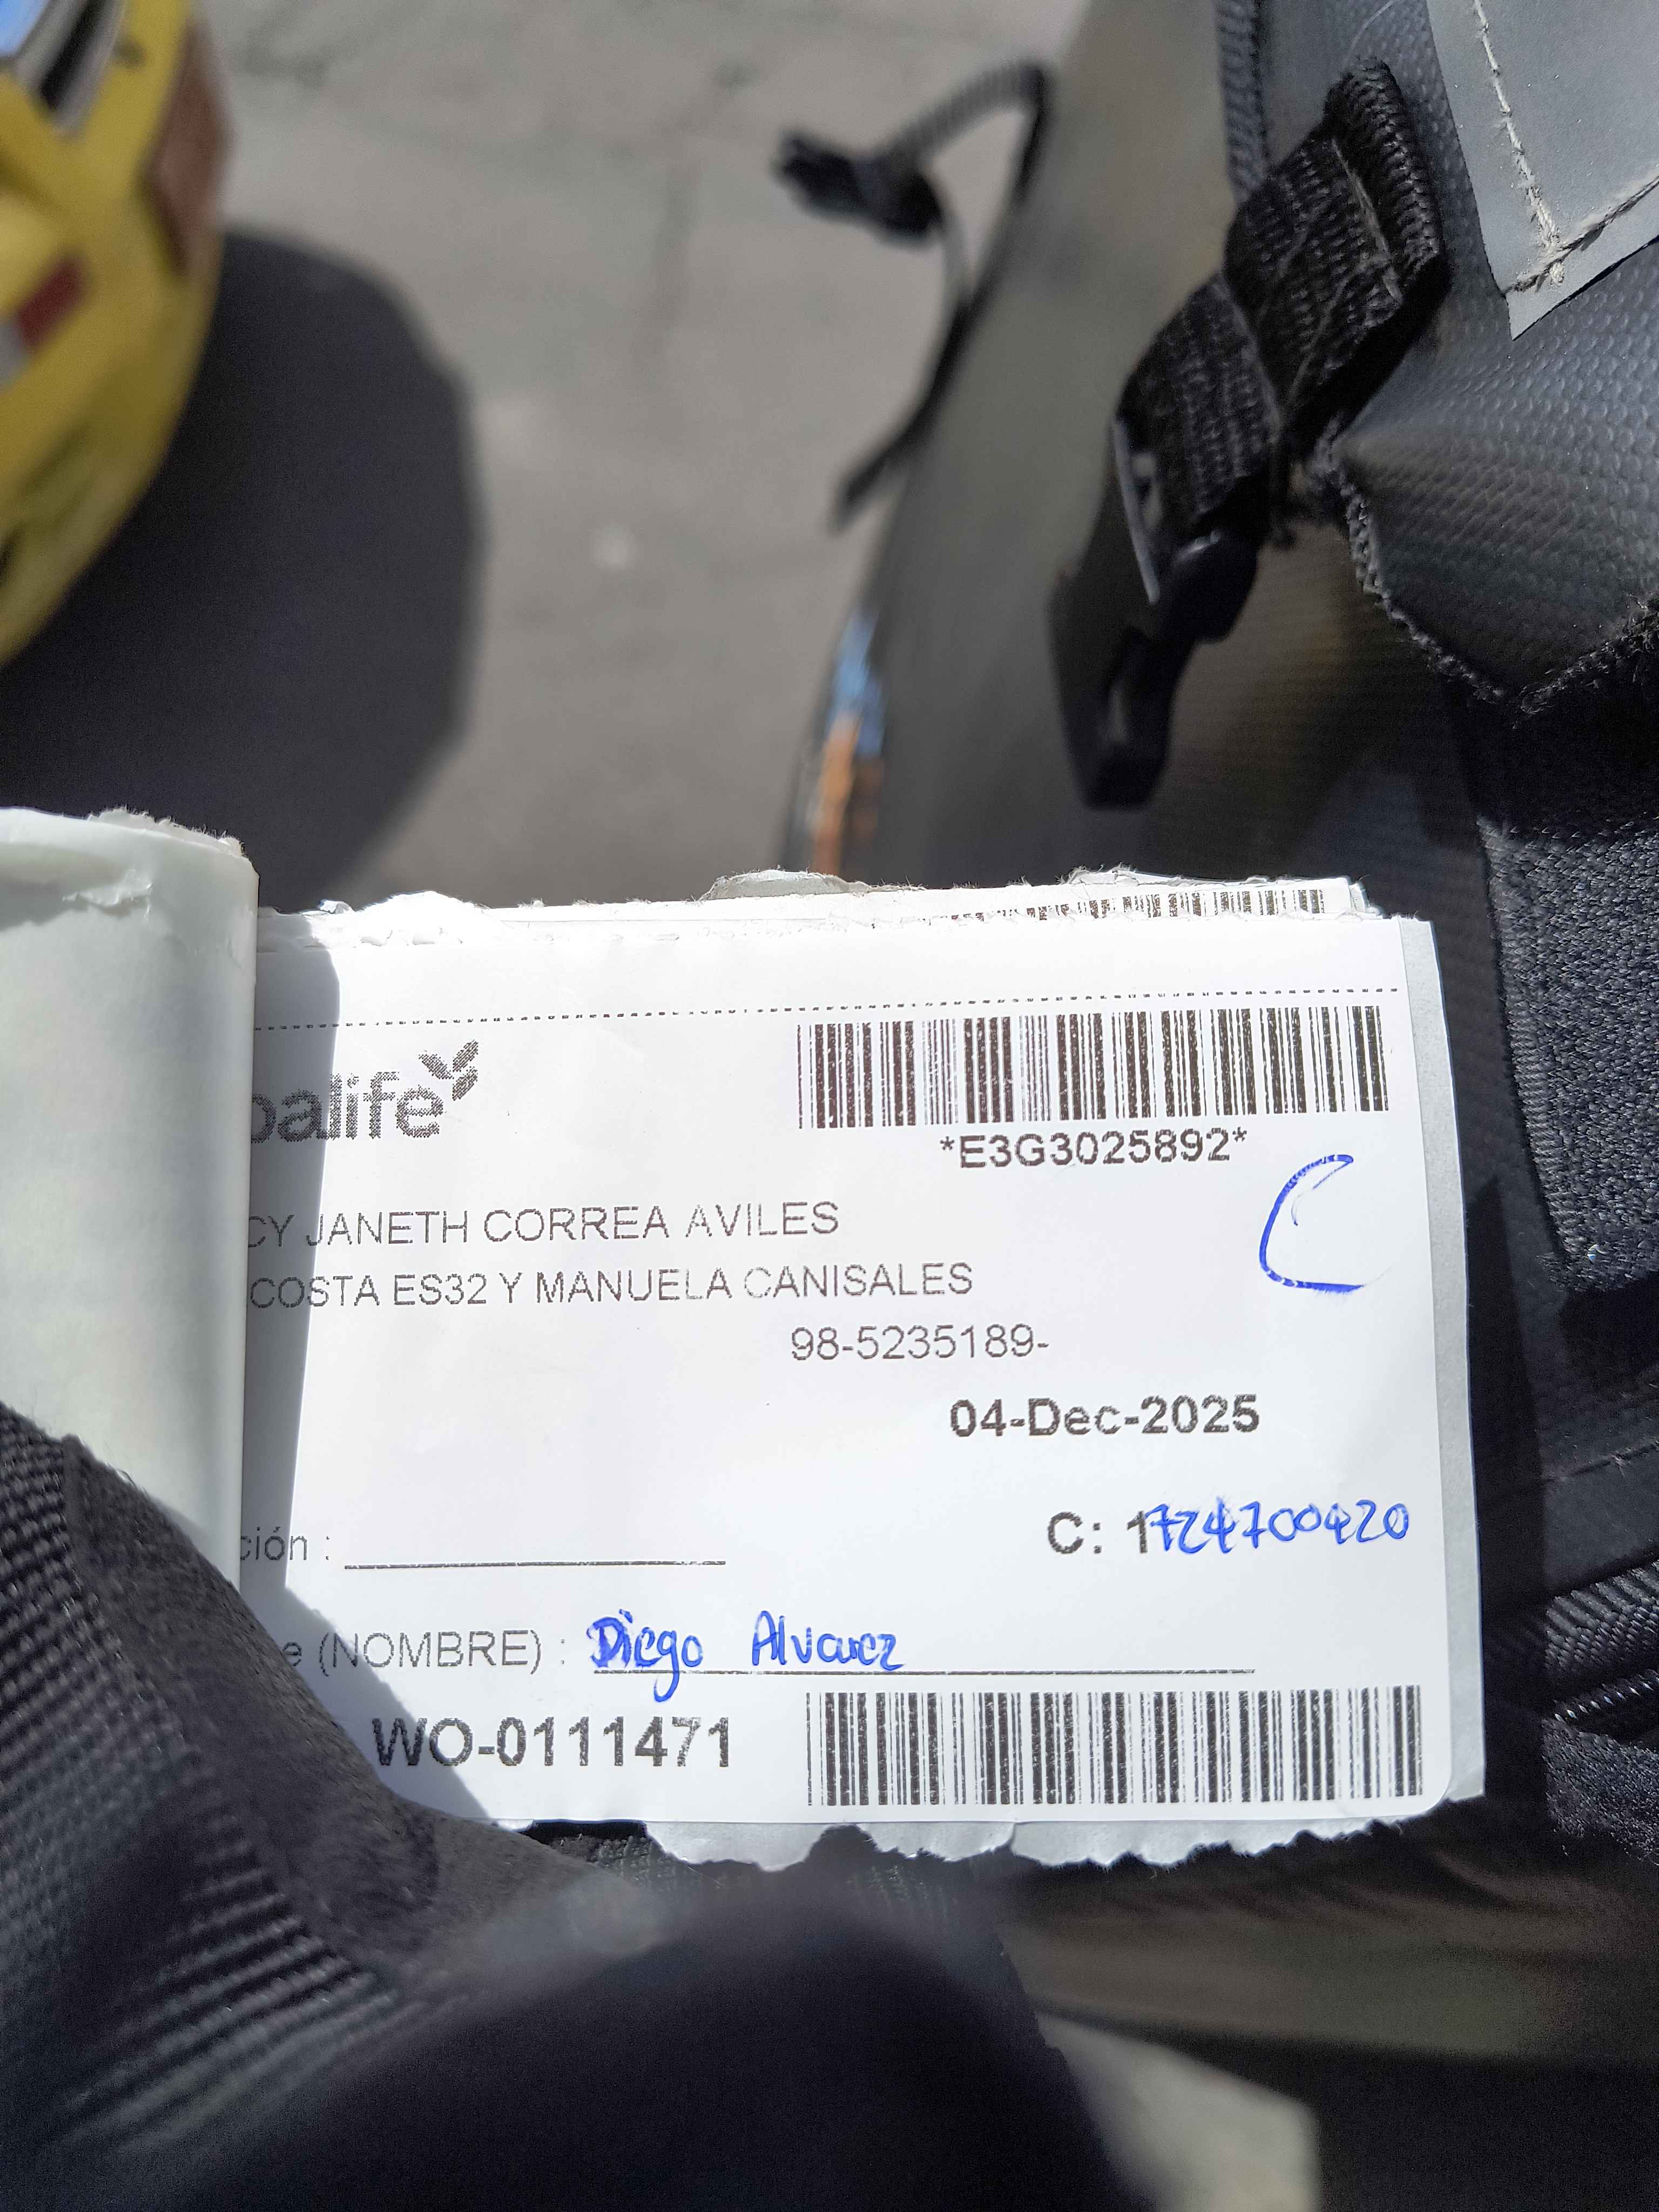 balife
*E3G3025892*
C
CY JANETH CORREA AVILES
COSTA ES32 Y MANUELA CANISALES
98-5235189-
04-Dec-2025
C: 1724700420
ción :
e (NOMBRE) : Diego Alvarez
WO-0111471